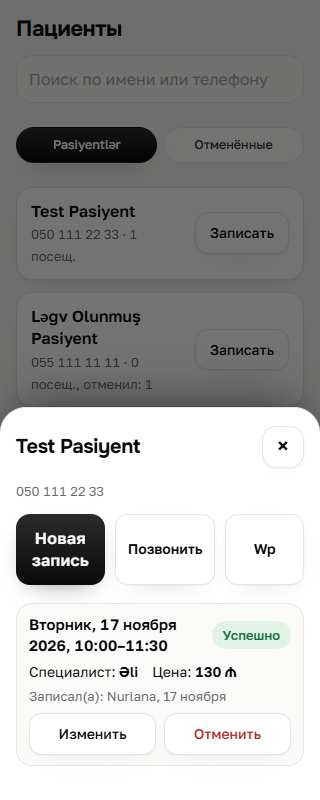 Пациенты
Поиск по имени или телефону
Pasiyentlər
Отменённые
Test Pasiyent
050 111 22 33 · 1
посещ.
Записать
Ləgv Olunmuş
Pasiyent
055 111 11 11 · 0
посещ., отменил: 1
Записать
Test Pasiyent
×
050 111 22 33
Новая
запись
Позвонить
Wp
Вторник, 17 ноября
2026, 10:00–11:30
Успешно
Специалист: Əli Цена: 130 ₼
Записал(а): Nurlana, 17 ноября
Изменить
Отменить